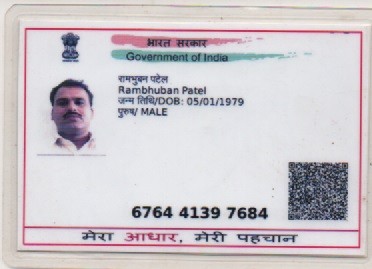 भारत सरकार
Government of India
रामभुबन पटेल
Rambhuban Patel
जन्म तिथि/DOB: 05/01/1979
पुरुष/ MALE
6764 4139 7684
मेरा आधार, मेरी पहचान